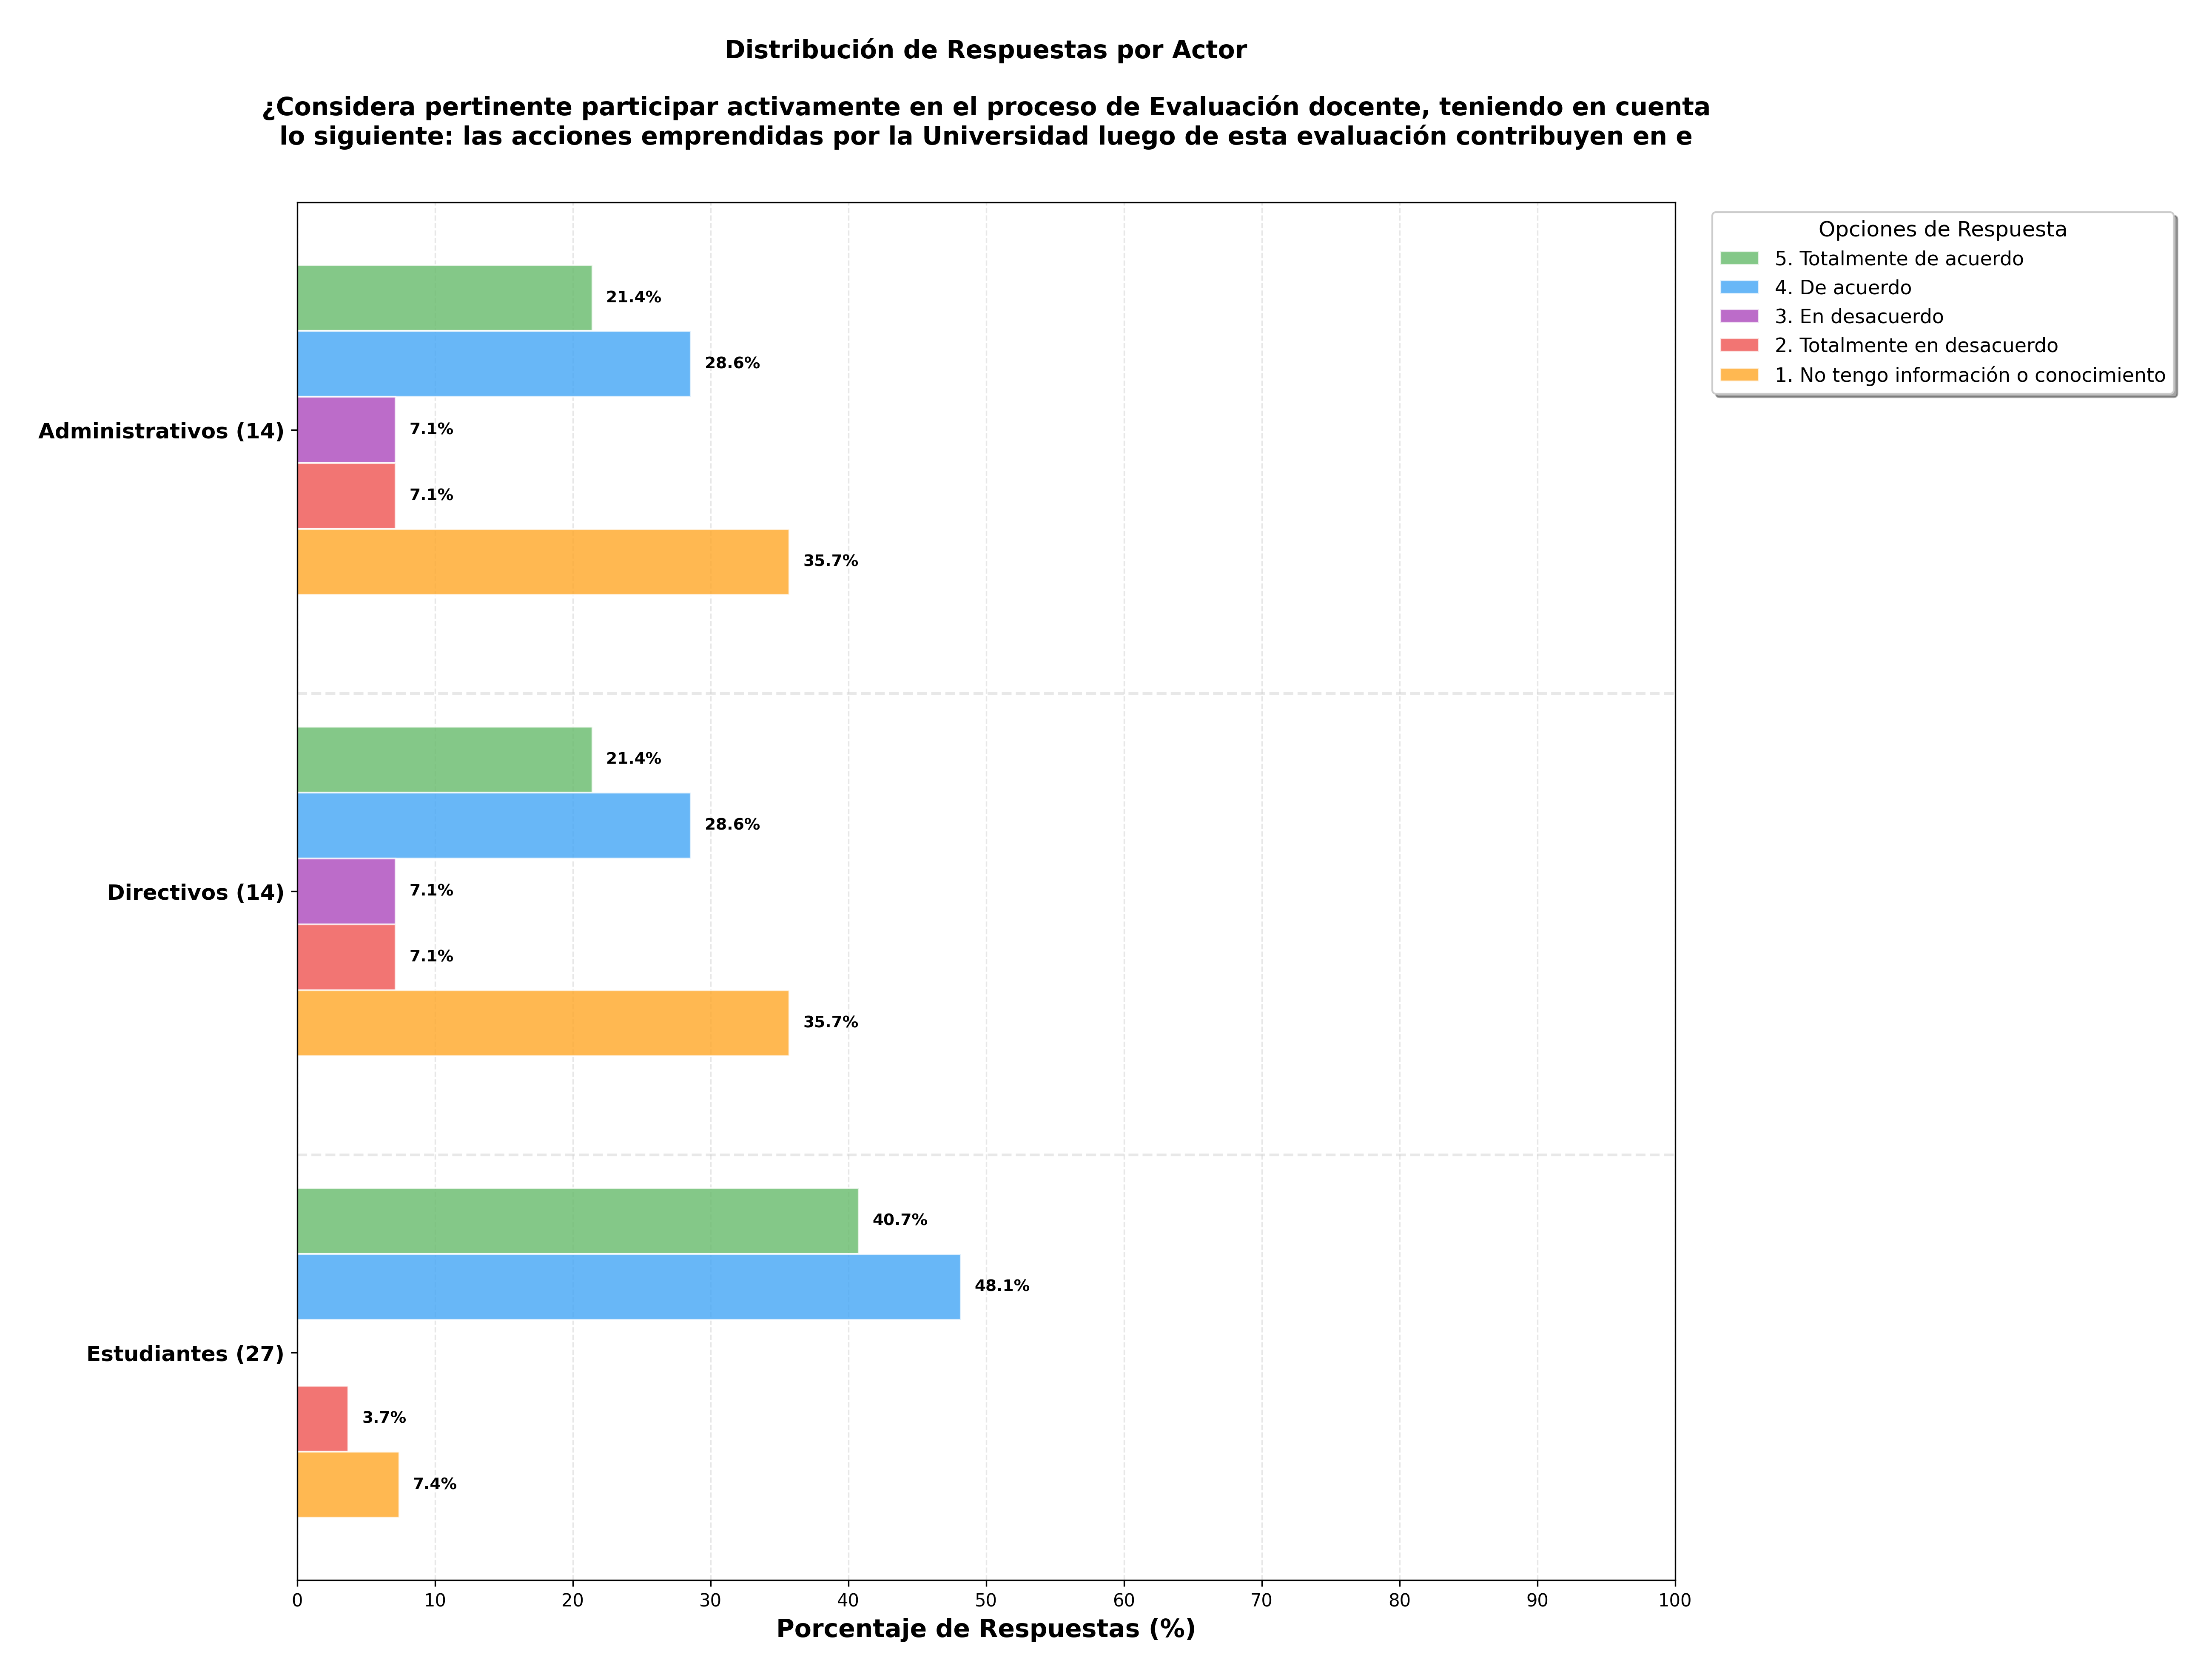 Distribución de Respuestas por Actor
¿Considera pertinente participar activamente en el proceso de Evaluación docente, teniendo en cuenta
lo siguiente: las acciones emprendidas por la Universidad luego de esta evaluación contribuyen en e
Opciones de Respuesta
5. Totalmente de acuerdo
4. De acuerdo
3. En desacuerdo
2. Totalmente en desacuerdo
1. No tengo información o conocimiento
Administrativos (14)
21.4%
28.6%
7.1%
7.1%
35.7%
Directivos (14)
21.4%
28.6%
7.1%
7.1%
35.7%
Estudiantes (27)
40.7%
48.1%
3.7%
7.4%
0 10 20 30 40 50 60 70 80 90 100
Porcentaje de Respuestas (%)